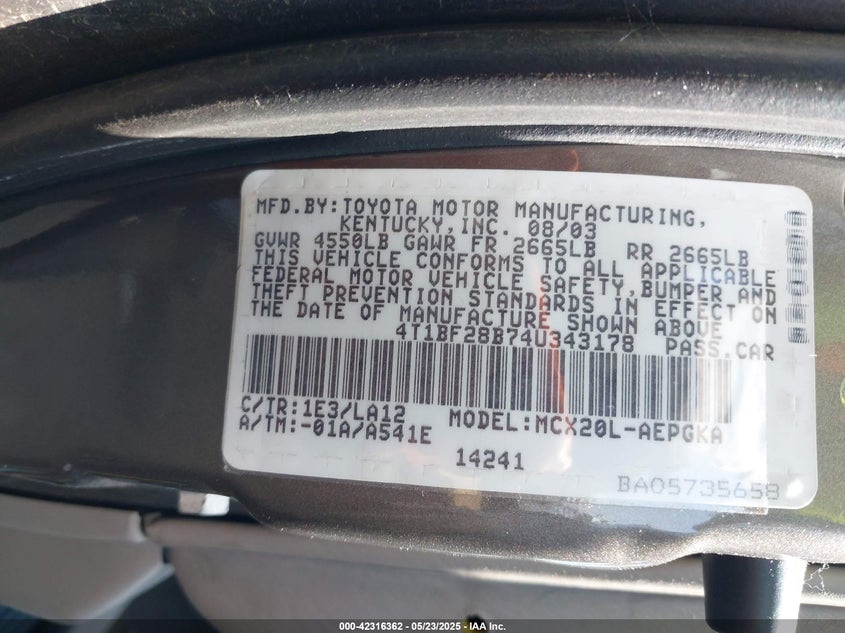 MFD.BY:TOYOTA MOTOR MANUFACTURING,
KENTUCKY,INC. 08/03
GVWR 4550LB GAWR FR 2665LB RR 2665LB
THIS VEHICLE CONFORMS TO ALL APPLICABLE
FEDERAL MOTOR VEHICLE SAFETY,BUMPER AND
THEFT PREVENTION STANDARDS IN EFFECT ON
THE DATE OF MANUFACTURE SHOWN ABOVE.
4T1BF28B74U343178 PASS.CAR
C/TR:1E3/LA12 MODEL:MCX20L-AEPGKA
A/TM:-01A/A541E
14241
BA05735658
000-42316362 — 05/23/2025 — IAA Inc.